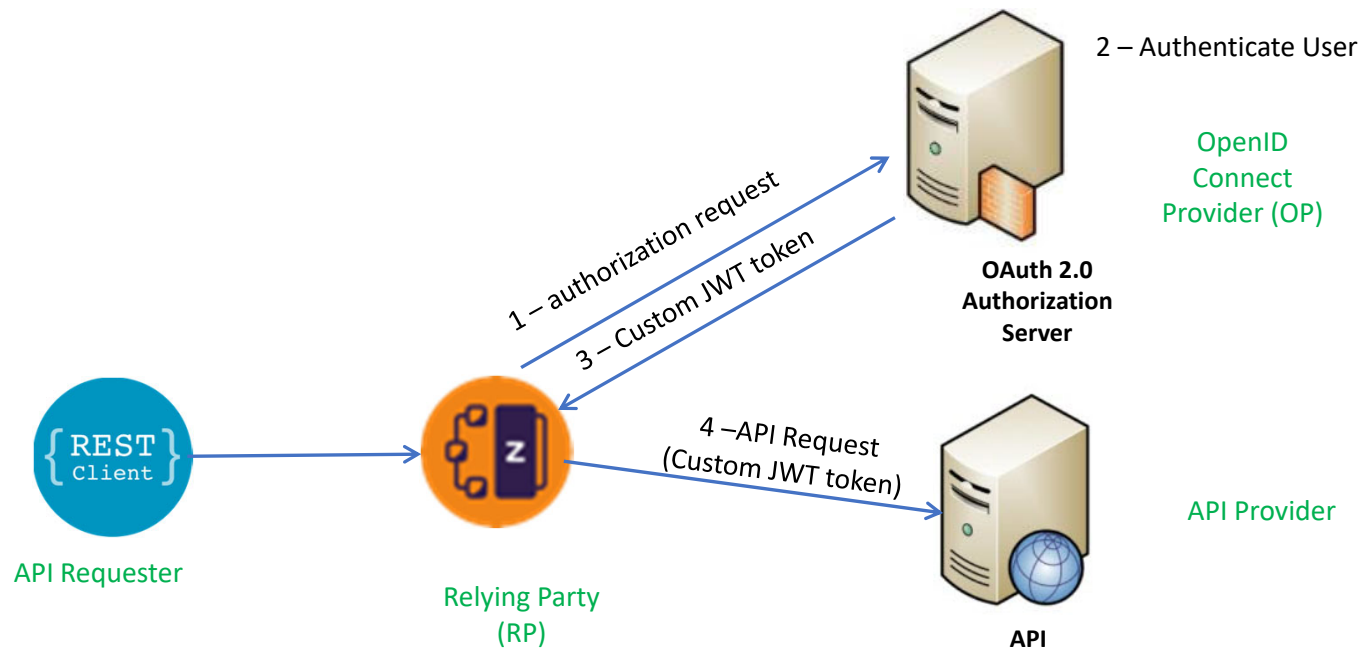 2 – Authenticate User
OpenID
Connect
Provider (OP)
OAuth 2.0
Authorization
Server
1 – authorization request
3 – Custom JWT token
{ REST }
Client
API Requester
z
Relying Party
(RP)
4 –API Request
(Custom JWT token)
API Provider
API